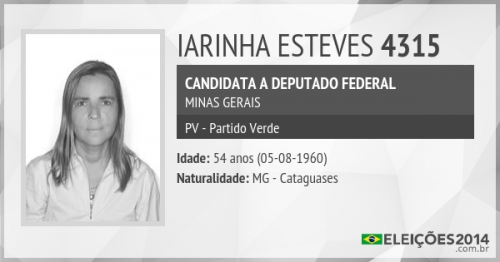 IARINHA ESTEVES 4315
CANDIDATA A DEPUTADO FEDERAL
MINAS GERAIS
PV - Partido Verde
Idade: 54 anos (05-08-1960)
Naturalidade: MG - Cataguases
ELEIÇÕES2014
.com.br